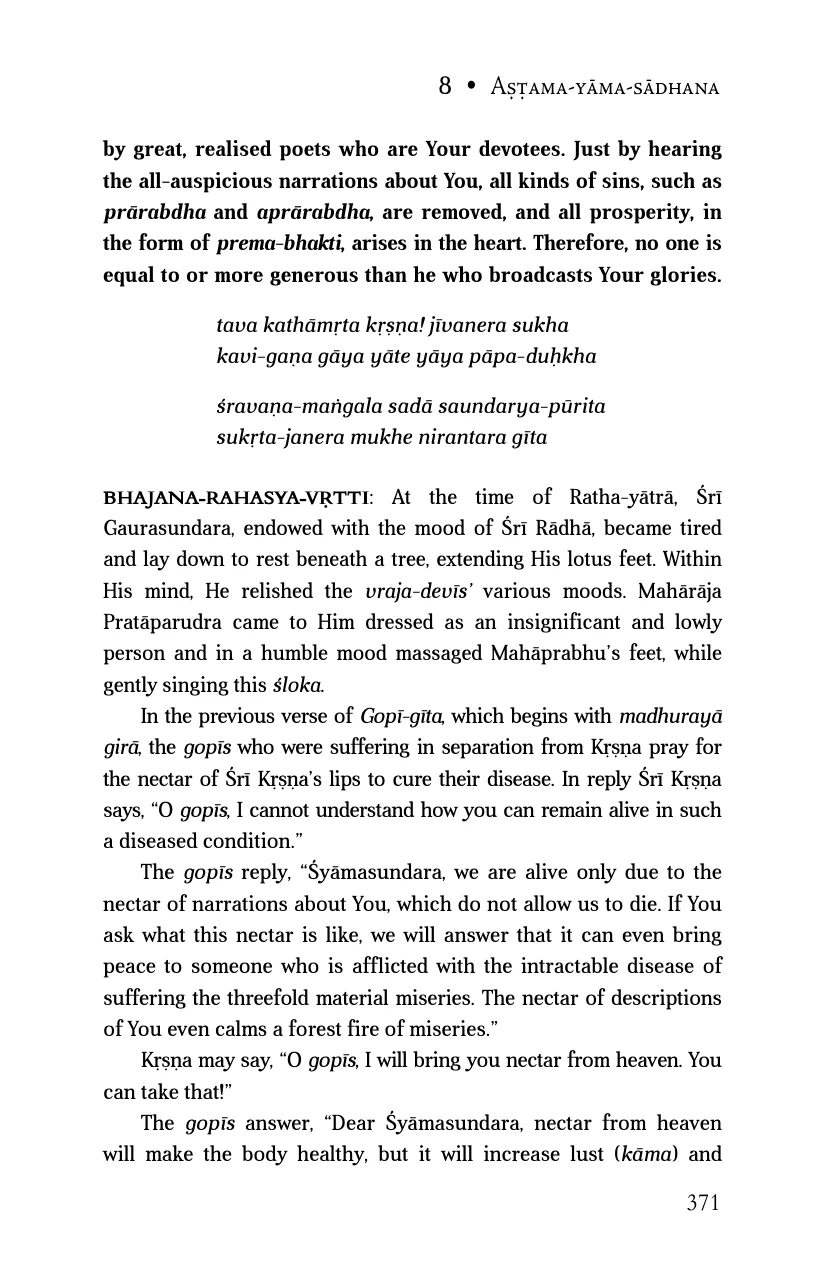 8 • Aṣṭama-yāma-sādhana
by great, realised poets who are Your devotees. Just by hearing
the all-auspicious narrations about You, all kinds of sins, such as
prārabdha and aprārabdha, are removed, and all prosperity, in
the form of prema-bhakti, arises in the heart. Therefore, no one is
equal to or more generous than he who broadcasts Your glories.
tava kathāmṛta kṛṣṇa! jīvanera sukha
kavi-gaṇa gāya yāte yāya pāpa-duḥkha
śravaṇa-maṅgala sadā saundarya-pūrita
sukṛta-janera mukhe nirantara gīta
BHAJANA-RAHASYA-VṚTTI: At the time of Ratha-yātrā, Śrī
Gaurasundara, endowed with the mood of Śrī Rādhā, became tired
and lay down to rest beneath a tree, extending His lotus feet. Within
His mind, He relished the vraja-devīs’ various moods. Mahārāja
Pratāparudra came to Him dressed as an insignificant and lowly
person and in a humble mood massaged Mahāprabhu’s feet, while
gently singing this śloka.
In the previous verse of Gopī-gīta, which begins with madhurayā
girā, the gopīs who were suffering in separation from Kṛṣṇa pray for
the nectar of Śrī Kṛṣṇa’s lips to cure their disease. In reply Śrī Kṛṣṇa
says, “O gopīs, I cannot understand how you can remain alive in such
a diseased condition.”
The gopīs reply, “Śyāmasundara, we are alive only due to the
nectar of narrations about You, which do not allow us to die. If You
ask what this nectar is like, we will answer that it can even bring
peace to someone who is afflicted with the intractable disease of
suffering the threefold material miseries. The nectar of descriptions
of You even calms a forest fire of miseries.”
Kṛṣṇa may say, “O gopīs, I will bring you nectar from heaven. You
can take that!”
The gopīs answer, “Dear Śyāmasundara, nectar from heaven
will make the body healthy, but it will increase lust (kāma) and
371